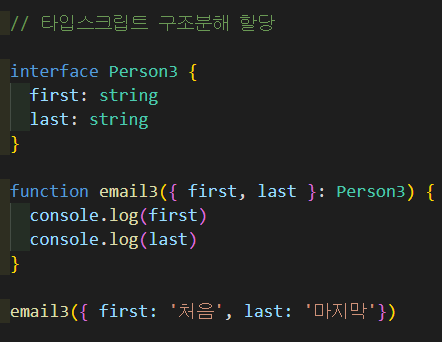 // 타입스크립트 구조분해 할당
interface Person3 {
  first: string
  last: string
}
function email3({ first, last }: Person3) {
  console.log(first)
  console.log(last)
}
email3({ first: '처음', last: '마지막'})